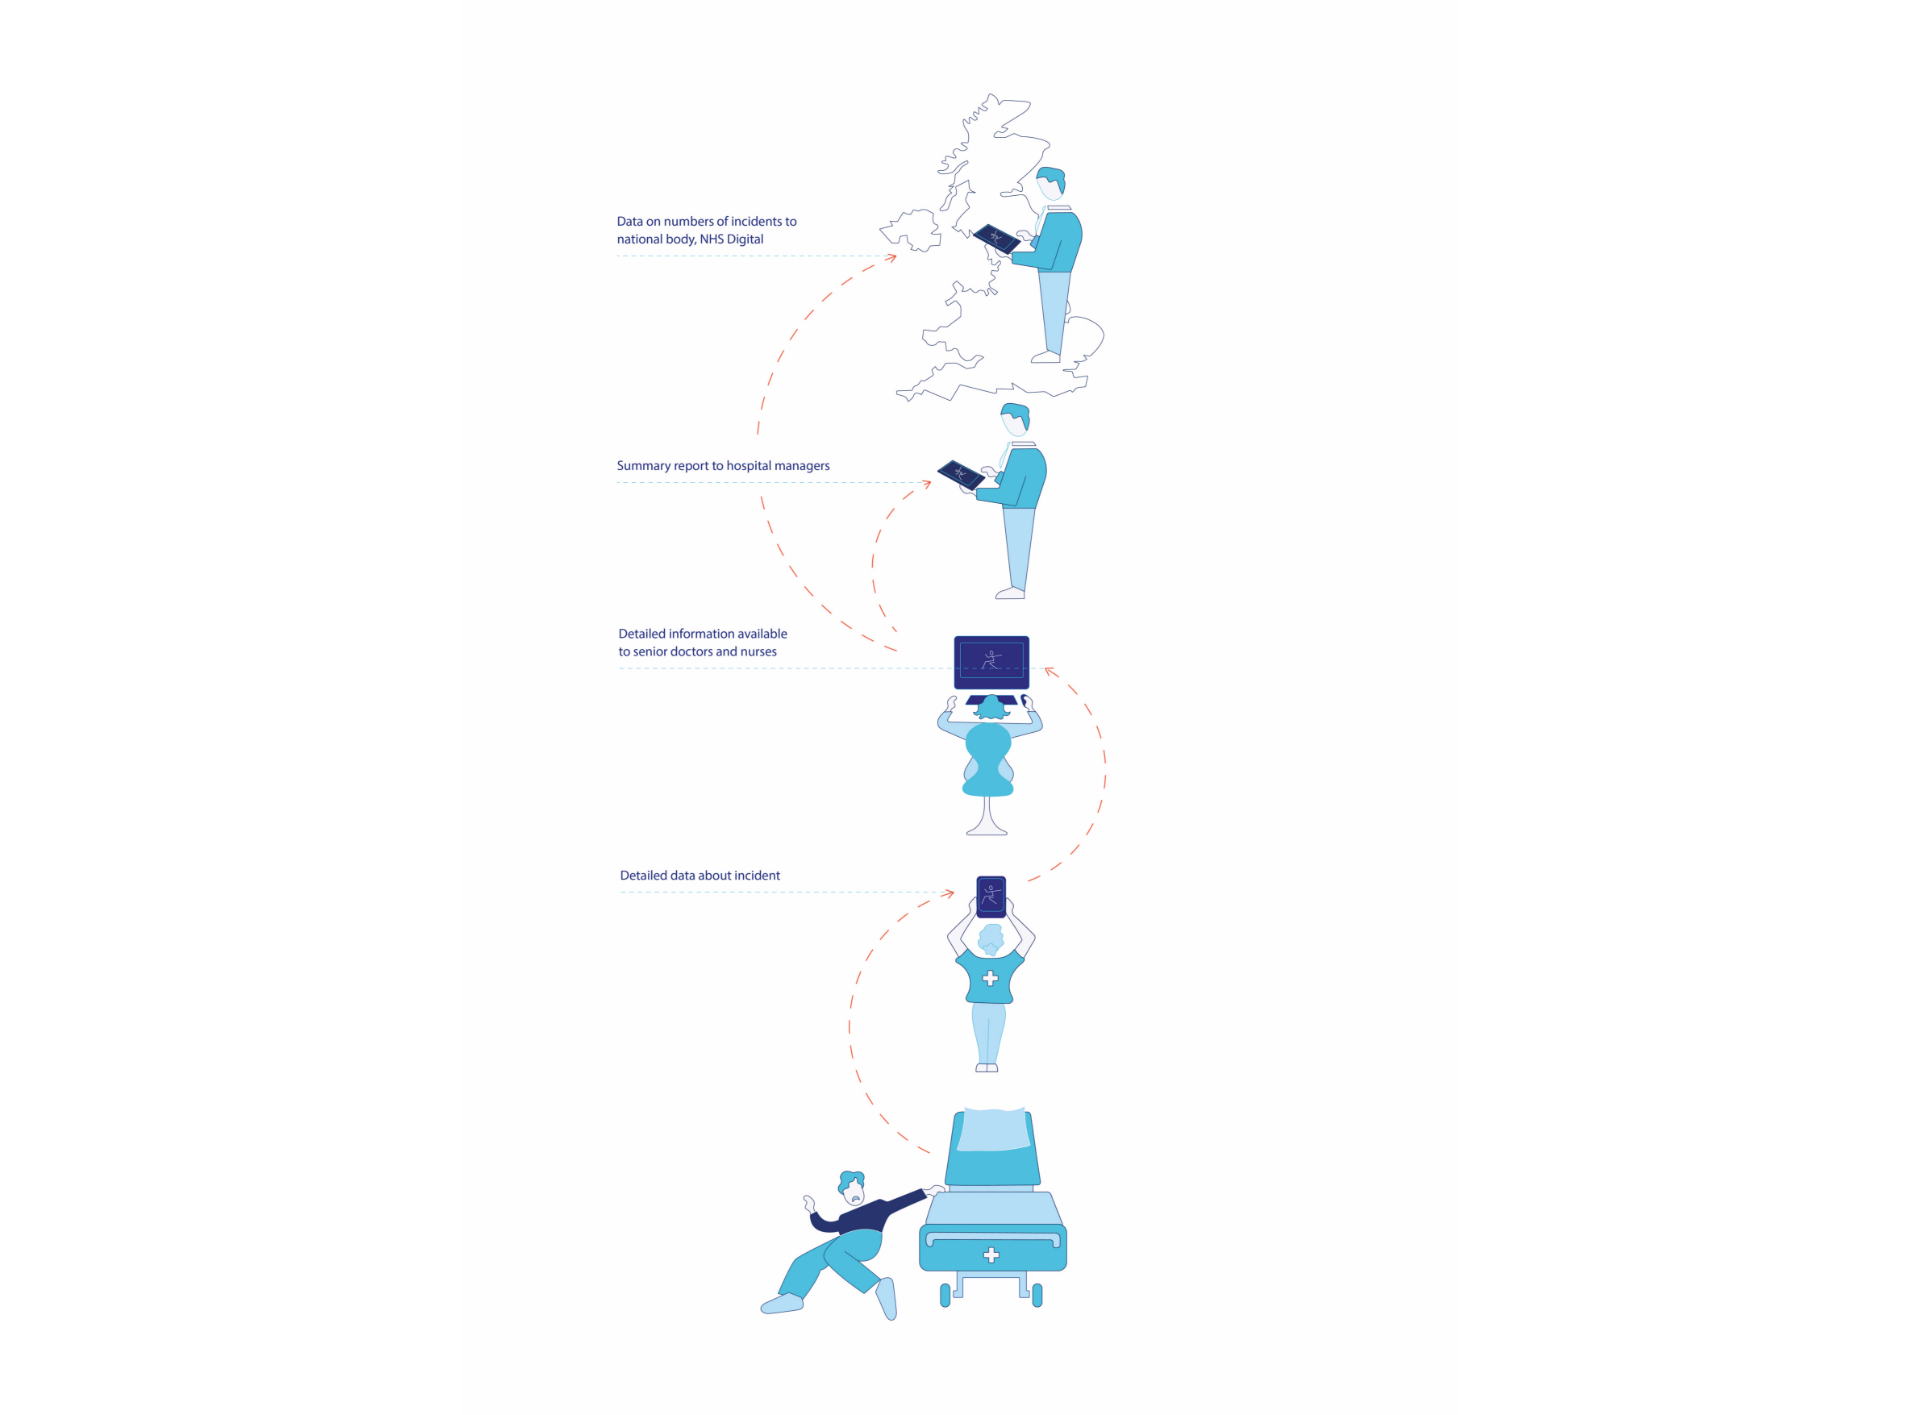 Data on numbers of incidents to
national body, NHS Digital
Summary report to hospital managers
Detailed information available
to senior doctors and nurses
Detailed data about incident